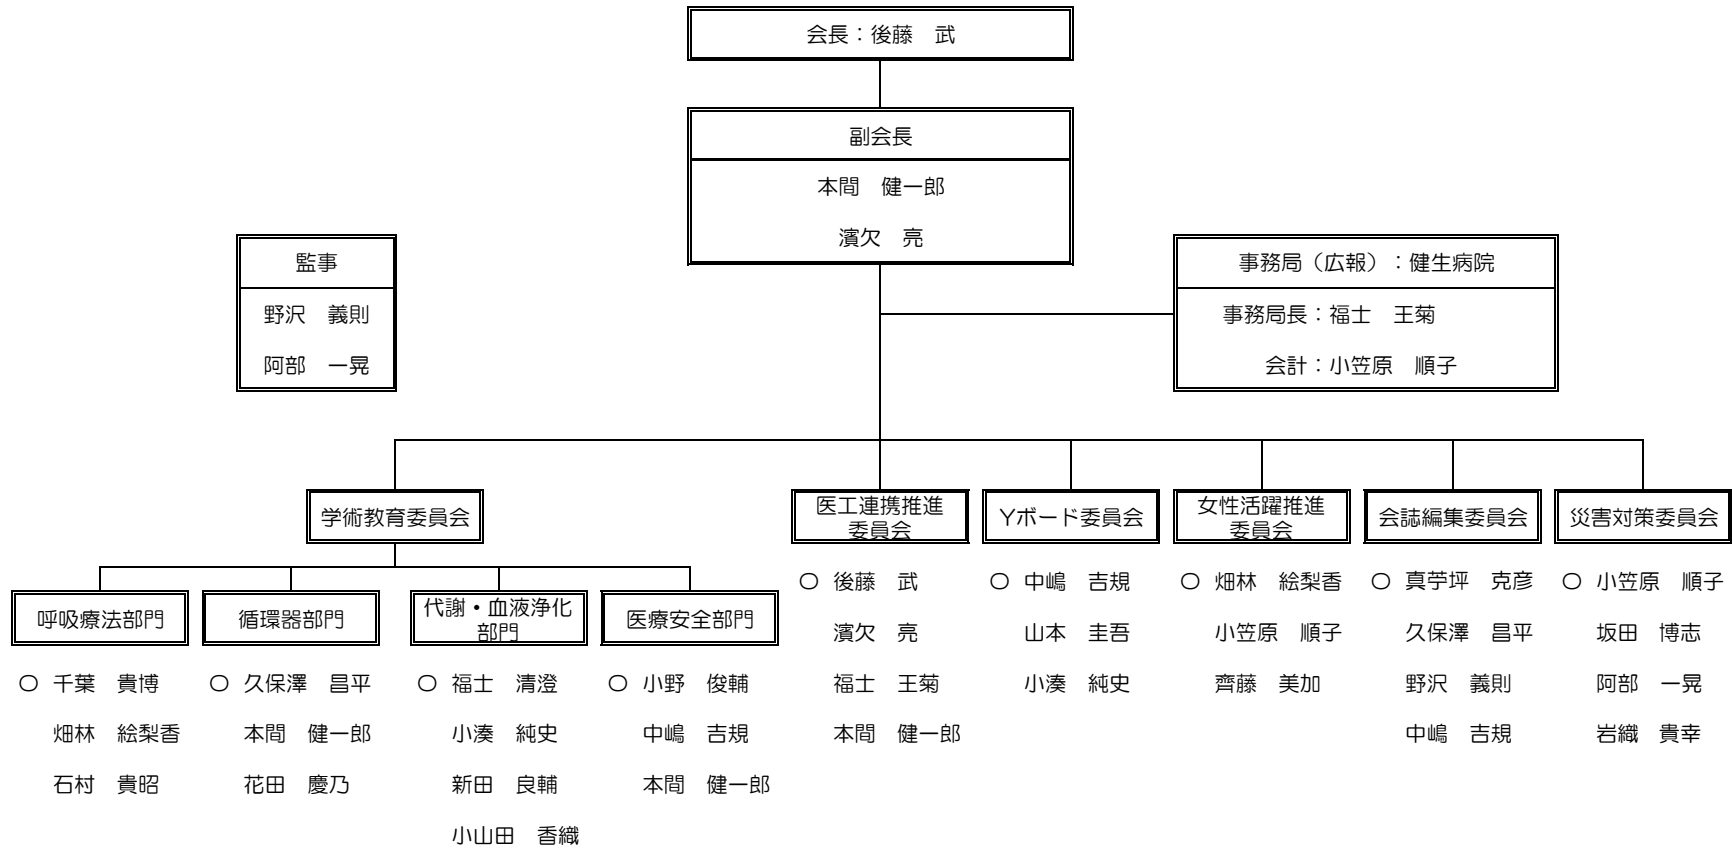 会長：後藤　武
副会長
本間　健一郎
濱欠　亮
監事
野沢　義則
阿部　一晃
事務局（広報）：健生病院
事務局長：福士　王菊
会計：小笠原　順子
学術教育委員会
呼吸療法部門
〇 千葉　貴博
畑林　絵梨香
石村　貴昭
循環器部門
〇 久保澤　昌平
本間　健一郎
花田　慶乃
代謝・血液浄化
部門
〇 福士　清澄
小湊　純史
新田　良輔
小山田　香織
医療安全部門
〇 小野　俊輔
中嶋　吉規
本間　健一郎
医工連携推進
委員会
〇 後藤　武
濱欠　亮
福士　王菊
本間　健一郎
Yボード委員会
〇 中嶋　吉規
山本　圭吾
小湊　純史
女性活躍推進
委員会
〇 畑林　絵梨香
小笠原　順子
齊藤　美加
会誌編集委員会
〇 真苧坪　克彦
久保澤　昌平
野沢　義則
中嶋　吉規
災害対策委員会
〇 小笠原　順子
坂田　博志
阿部　一晃
岩織　貴幸